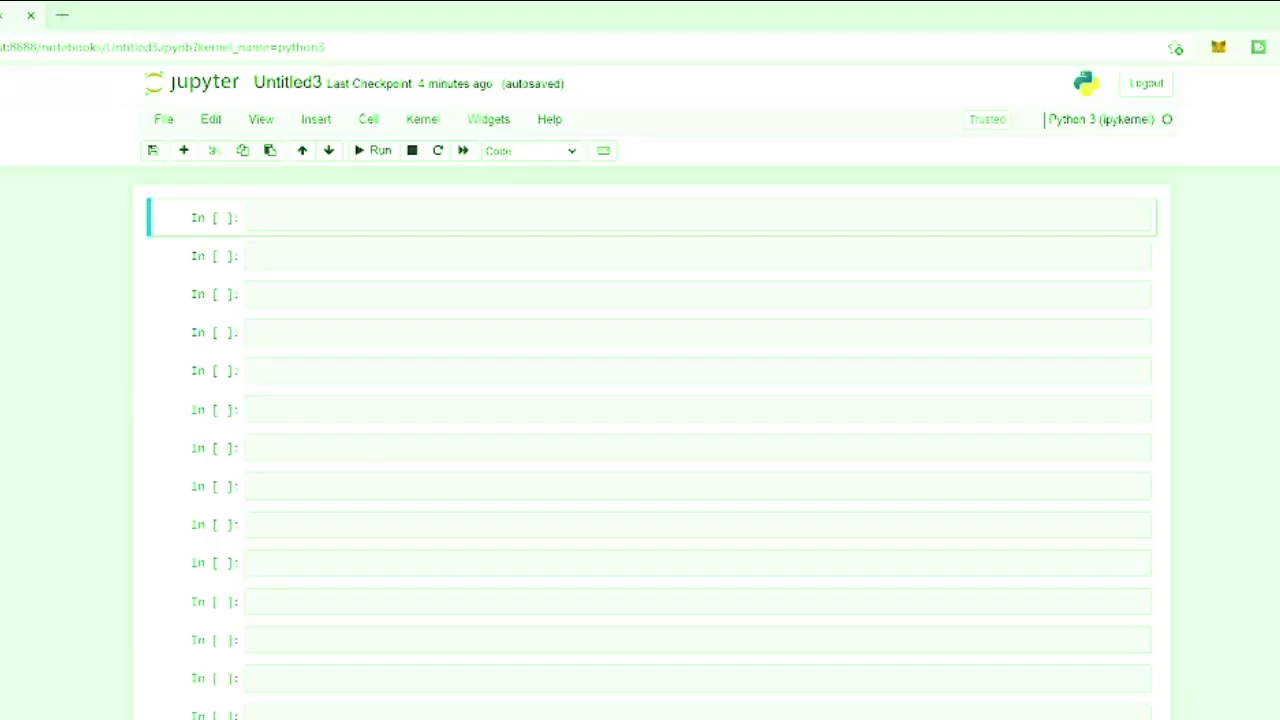 st:8888/notebooks/Untitled3.ipynb?kernel_name=python3
jupyter Untitled3 Last Checkpoint: 4 minutes ago (autosaved)
Logout
File Edit View Insert Cell Kernel Widgets Help
Trusted
Python 3 (ipykernel)
Run
Code
In [ ]:
In [ ]:
In [ ]:
In [ ]:
In [ ]:
In [ ]:
In [ ]:
In [ ]:
In [ ]:
In [ ]:
In [ ]:
In [ ]:
In [ ]:
In [ ]: